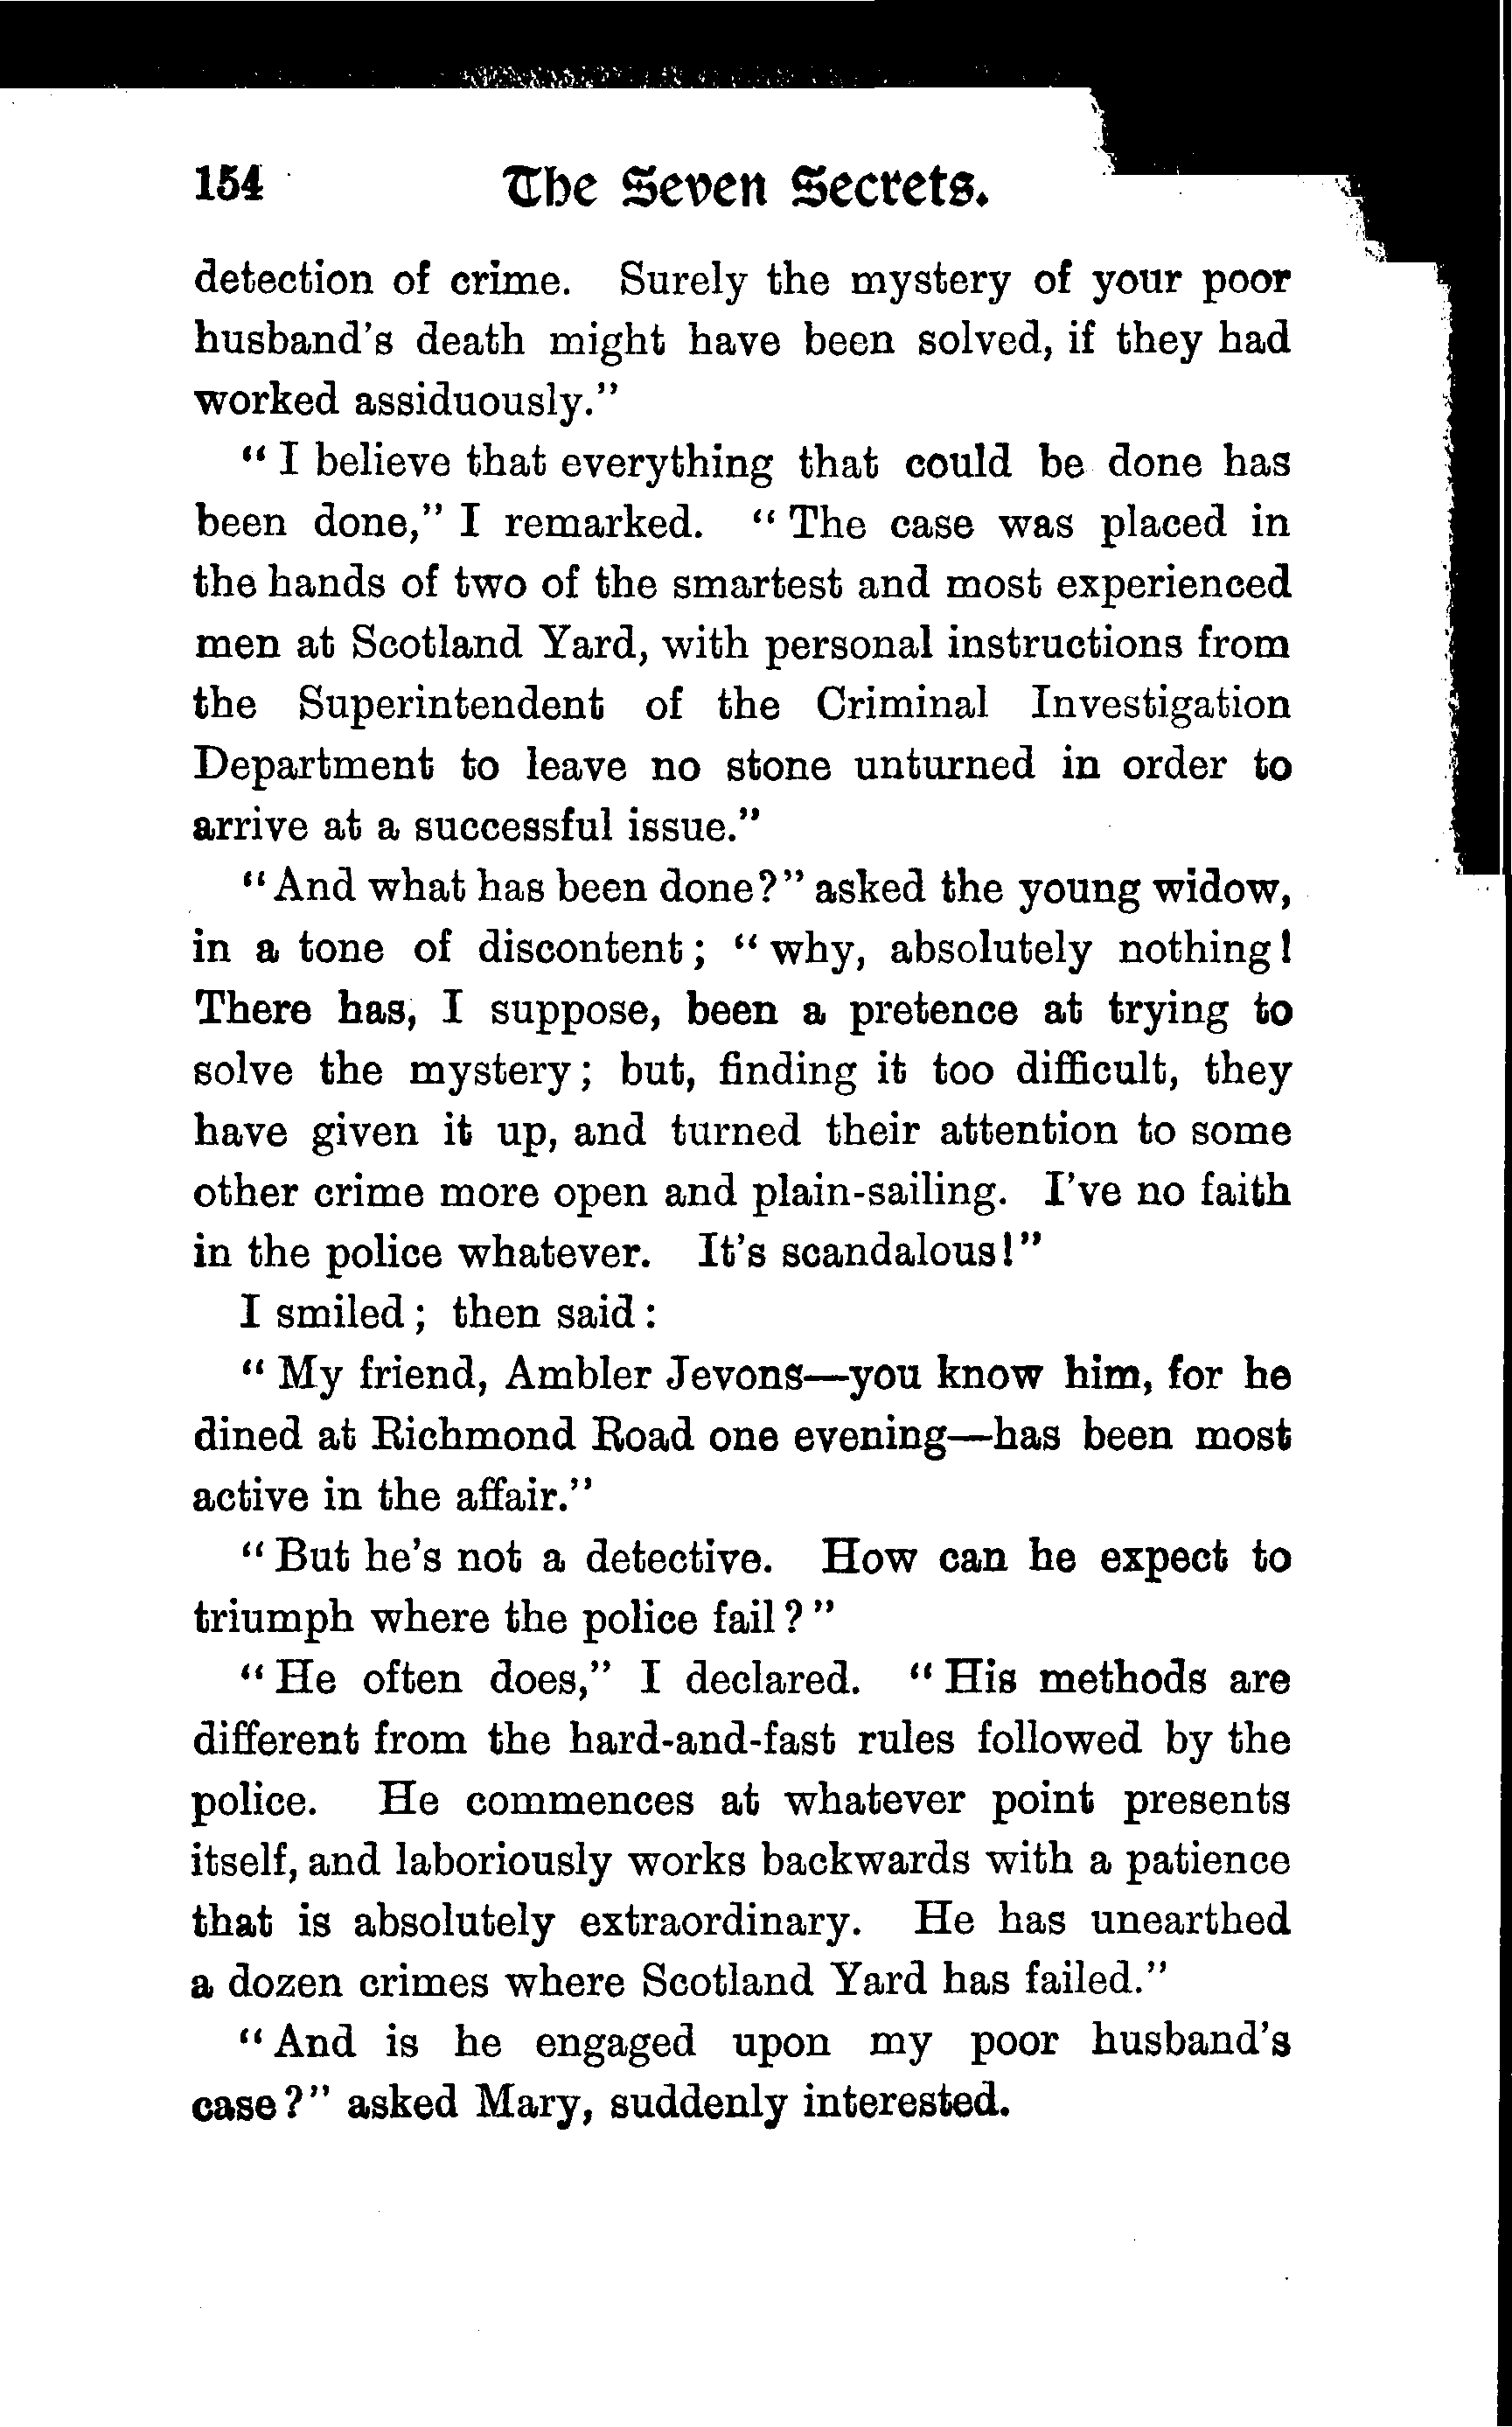 154 The Seven Secrets.
detection of crime. Surely the mystery of your poor
husband's death might have been solved, if they had
worked assiduously."
"I believe that everything that could be done has
been done," I remarked. "The case was placed in
the hands of two of the smartest and most experienced
men at Scotland Yard, with personal instructions from
the Superintendent of the Criminal Investigation
Department to leave no stone unturned in order to
arrive at a successful issue."
"And what has been done?" asked the young widow,
in a tone of discontent; "why, absolutely nothing!
There has, I suppose, been a pretence at trying to
solve the mystery; but, finding it too difficult, they
have given it up, and turned their attention to some
other crime more open and plain-sailing. I've no faith
in the police whatever. It's scandalous!"
I smiled; then said:
"My friend, Ambler Jevons—you know him, for he
dined at Richmond Road one evening—has been most
active in the affair."
"But he's not a detective. How can he expect to
triumph where the police fail?"
"He often does," I declared. "His methods are
different from the hard-and-fast rules followed by the
police. He commences at whatever point presents
itself, and laboriously works backwards with a patience
that is absolutely extraordinary. He has unearthed
a dozen crimes where Scotland Yard has failed."
"And is he engaged upon my poor husband's
case?" asked Mary, suddenly interested.